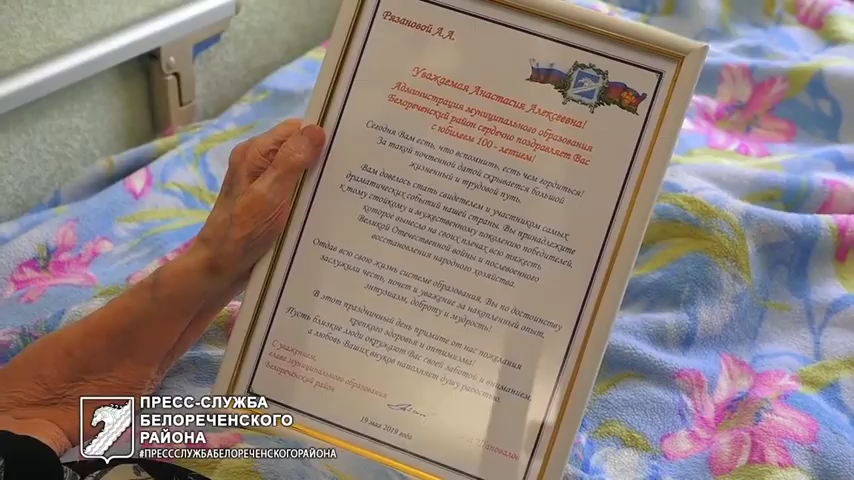 Рязановой А.А.
Уважаемая Анастасия Алексеевна!
Администрация муниципального образования
Белореченский район сердечно поздравляет Вас
с юбилеем 100 - летием!
Сегодня Вам есть, что вспомнить, есть чем гордиться!
За такой почтенной датой скрывается большой
жизненный и трудовой путь.
Вам довелось стать свидетелем и участником самых
драматических событий нашей страны. Вы принадлежите
к тому стойкому и мужественному поколению победителей,
которое вынесло на своих плечах всю тяжесть
Великой Отечественной войны и послевоенного
восстановления народного хозяйства.
Отдав всю свою жизнь системе образования, Вы по достоинству
заслужили честь, почет и уважение за накопленный опыт,
энтузиазм, доброту и мудрость!
В этот праздничный день примите от нас пожелания
крепкого здоровья и оптимизма!
Пусть близкие люди окружают Вас своей заботой и вниманием,
а любовь Ваших внуков наполняет душу радостью.
С уважением,
глава муниципального образования
Белореченский район
Шаповалов
19 мая 2019 года
ПРЕСС-СЛУЖБА
БЕЛОРЕЧЕНСКОГО
РАЙОНА
#ПРЕССЛУЖБАБЕЛОРЕЧЕНСКОГОРАЙОНА